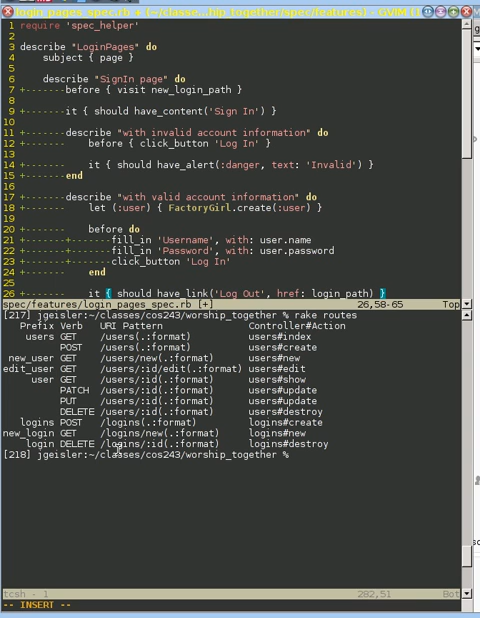 login_pages_spec.rb + (~/classe...hip_together/spec/features) - GVIM
1 require 'spec_helper'
2
3 describe "LoginPages" do
4     subject { page }
5
6     describe "SignIn page" do
7 +-------before { visit new_login_path }
8
9 +-------it { should have_content('Sign In') }
10
11 +-------describe "with invalid account information" do
12 +-------    before { click_button 'Log In' }
13
14 +-------    it { should have_alert(:danger, text: 'Invalid') }
15 +-------end
16
17 +-------describe "with valid account information" do
18 +-------    let (:user) { FactoryGirl.create(:user) }
19
20 +-------    before do
21 +-------+-------fill_in 'Username', with: user.name
22 +-------+-------fill_in 'Password', with: user.password
23 +-------+-------click_button 'Log In'
24 +-------    end
25
26 +-------    it { should have_link('Log Out', href: login_path) }
spec/features/login_pages_spec.rb [+] 26,58-65 Top
[217] jgeisler:~/classes/cos243/worship_together % rake routes
Prefix Verb URI Pattern Controller#Action
users GET /users(.:format) users#index
POST /users(.:format) users#create
new_user GET /users/new(.:format) users#new
edit_user GET /users/:id/edit(.:format) users#edit
user GET /users/:id(.:format) users#show
PATCH /users/:id(.:format) users#update
PUT /users/:id(.:format) users#update
DELETE /users/:id(.:format) users#destroy
logins POST /logins(.:format) logins#create
new_login GET /logins/new(.:format) logins#new
login DELETE /logins/:id(.:format) logins#destroy
[218] jgeisler:~/classes/cos243/worship_together %
tcsh - 1 282,51 Bot
-- INSERT --